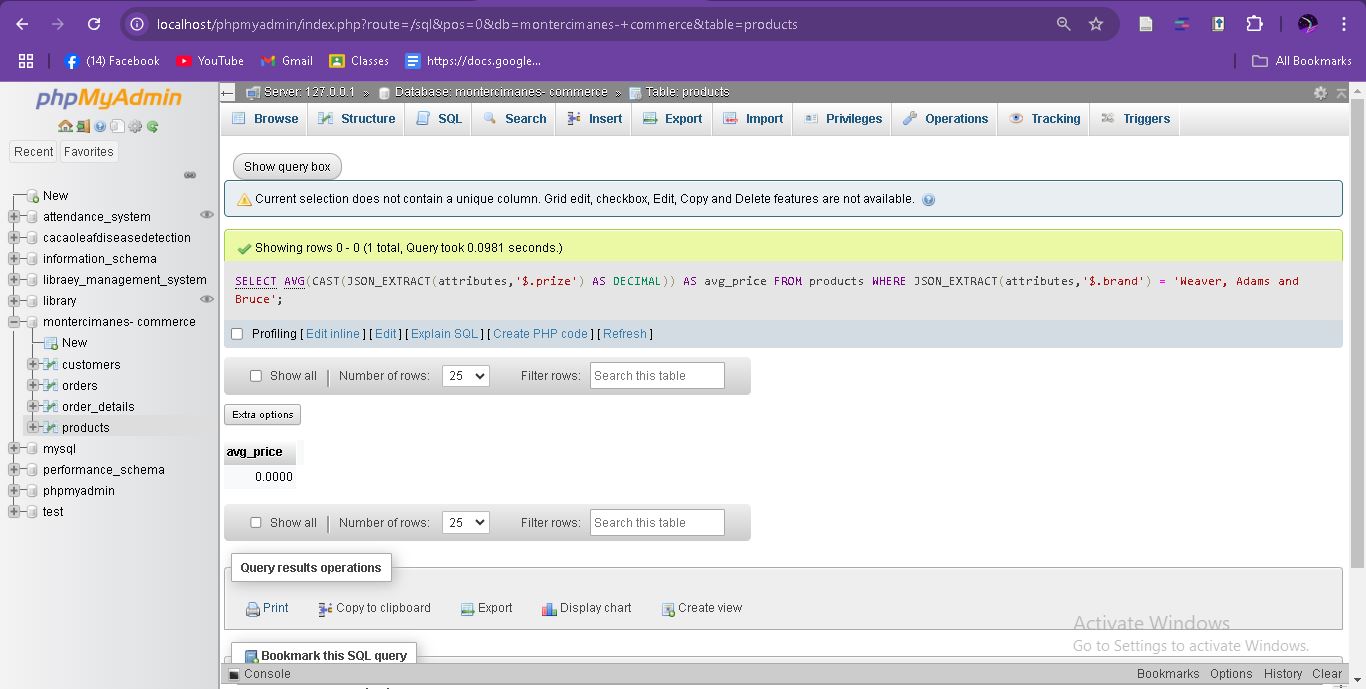 localhost/phpmyadmin/index.php?route=/sql&pos=0&db=montercimanes-+commerce&table=products
(14) Facebook YouTube Gmail Classes https://docs.google... All Bookmarks
phpMyAdmin
Recent Favorites
New
attendance_system
cacaoleafdiseasedetection
information_schema
libraey_management_system
library
montercimanes- commerce
New
customers
orders
order_details
products
mysql
performance_schema
phpmyadmin
test
Server: 127.0.0.1 » Database: montercimanes- commerce » Table: products
Browse Structure SQL Search Insert Export Import Privileges Operations Tracking Triggers
Show query box
Current selection does not contain a unique column. Grid edit, checkbox, Edit, Copy and Delete features are not available.
Showing rows 0 - 0 (1 total, Query took 0.0981 seconds.)
SELECT AVG(CAST(JSON_EXTRACT(attributes,'$.prize') AS DECIMAL)) AS avg_price FROM products WHERE JSON_EXTRACT(attributes,'$.brand') = 'Weaver, Adams and
Bruce';
Profiling [ Edit inline ] [ Edit ] [ Explain SQL ] [ Create PHP code ] [ Refresh ]
Show all | Number of rows: 25 Filter rows: Search this table
Extra options
avg_price
0.0000
Show all | Number of rows: 25 Filter rows: Search this table
Query results operations
Print Copy to clipboard Export Display chart Create view
Activate Windows
Go to Settings to activate Windows.
Bookmark this SQL query
Console Bookmarks Options History Clear